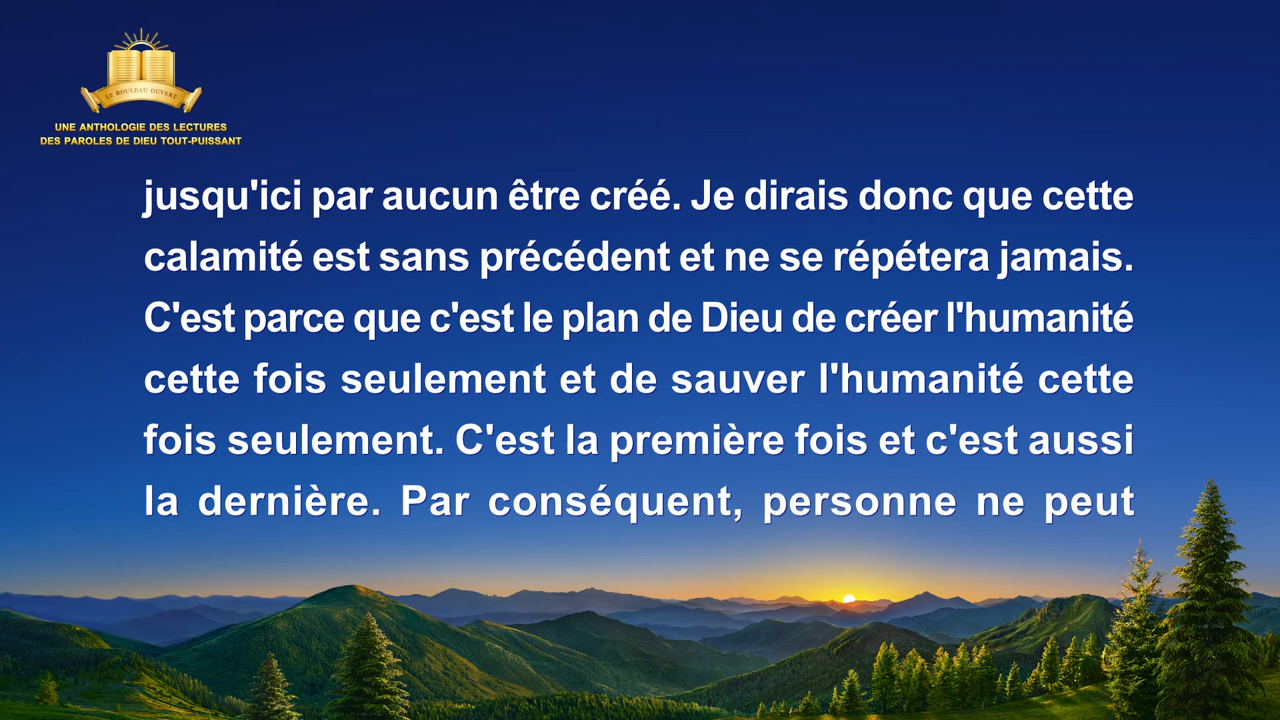 LE ROULEAU OUVERT
UNE ANTHOLOGIE DES LECTURES
DES PAROLES DE DIEU TOUT-PUISSANT
jusqu'ici par aucun être créé. Je dirais donc que cette
calamité est sans précédent et ne se répétera jamais.
C'est parce que c'est le plan de Dieu de créer l'humanité
cette fois seulement et de sauver l'humanité cette
fois seulement. C'est la première fois et c'est aussi
la dernière. Par conséquent, personne ne peut